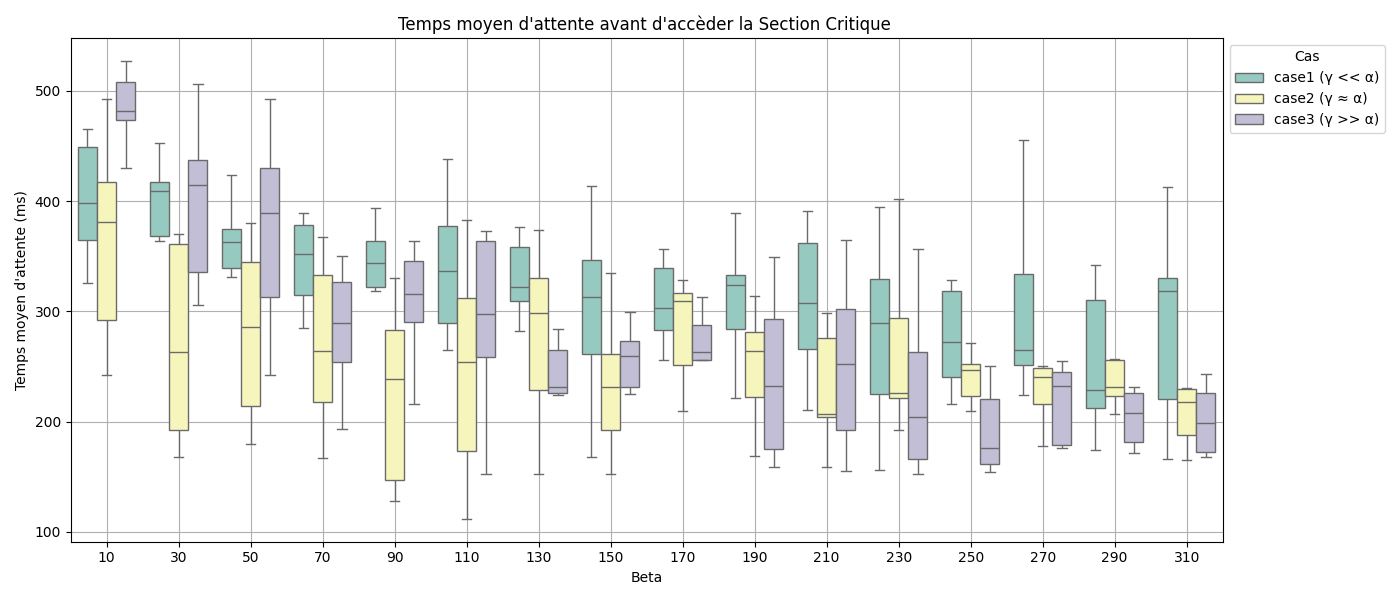 Temps moyen d'attente avant d'accèder la Section Critique
Temps moyen d'attente (ms)
500
400
300
200
100
10 30 50 70 90 110 130 150 170 190 210 230 250 270 290 310
Beta
Cas
case1 (γ << α)
case2 (γ ≈ α)
case3 (γ >> α)